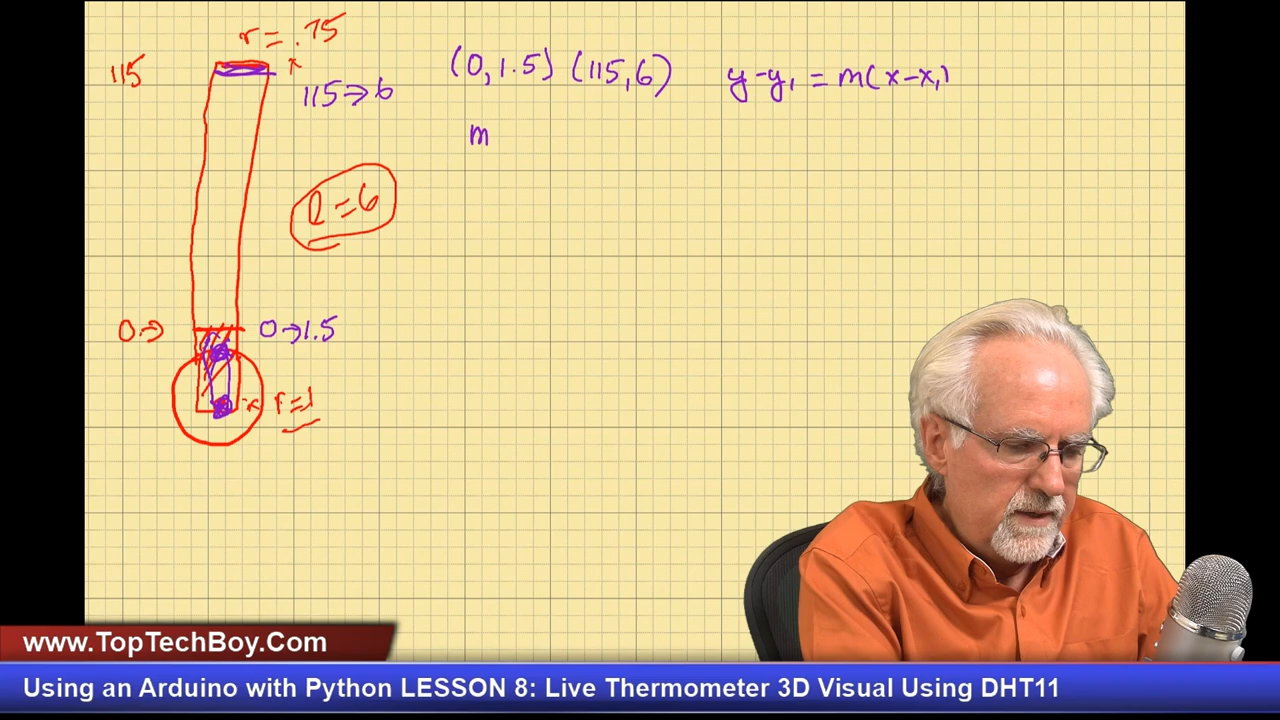 r = .75
115
x
115 ⇒ 6
(0, 1.5) (115, 6)
y - y₁ = m(x - x₁)
m
l = 6
0 ⇒
0 → 1.5
x r = 1
www.TopTechBoy.Com
Using an Arduino with Python LESSON 8: Live Thermometer 3D Visual Using DHT11